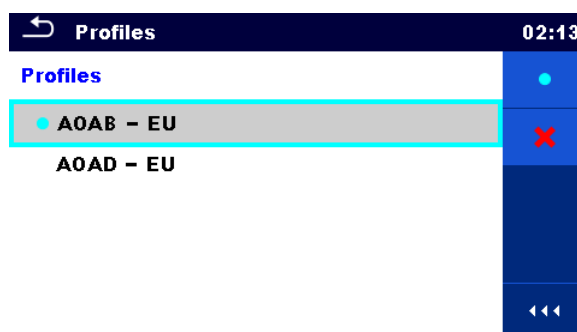 Profiles 02:13
Profiles
A0AB – EU
A0AD – EU